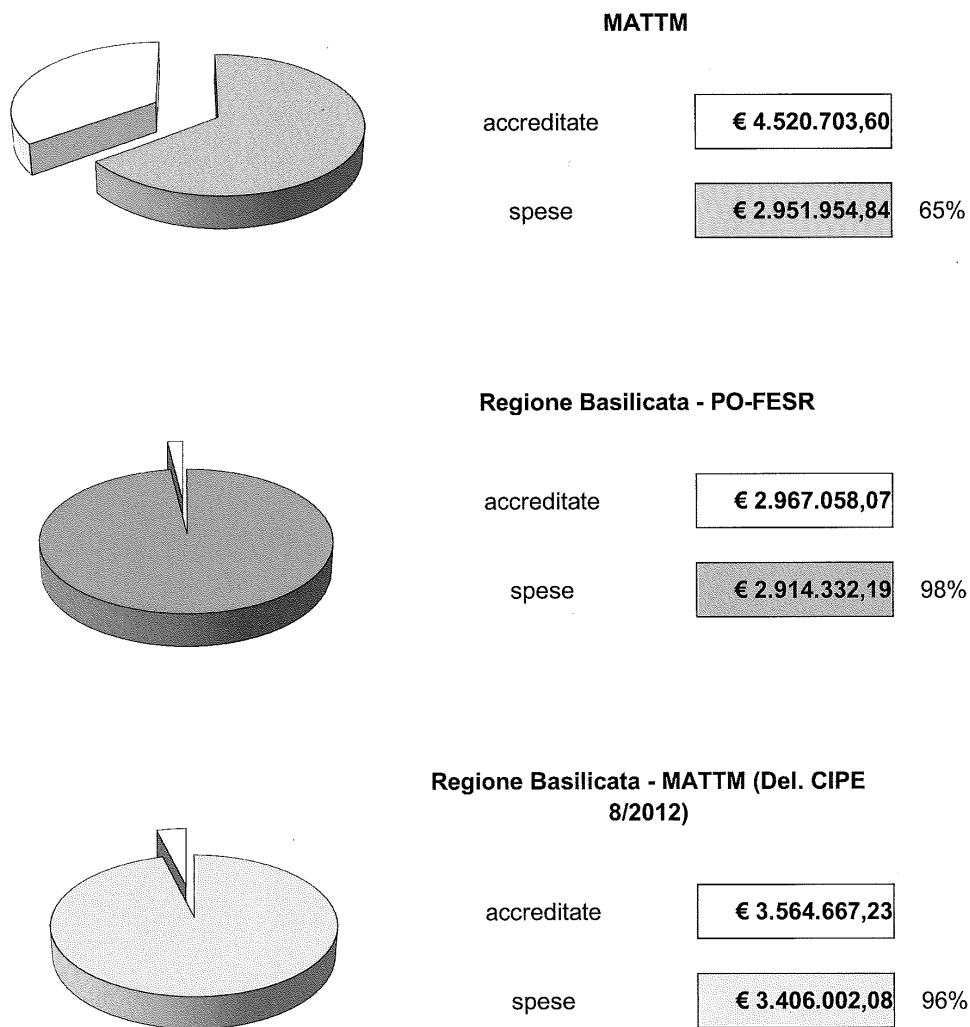 MATTM
accreditate € 4.520.703,60
spese € 2.951.954,84 65%
Regione Basilicata - PO-FESR
accreditate € 2.967.058,07
spese € 2.914.332,19 98%
Regione Basilicata - MATTM (Del. CIPE
8/2012)
accreditate € 3.564.667,23
spese € 3.406.002,08 96%